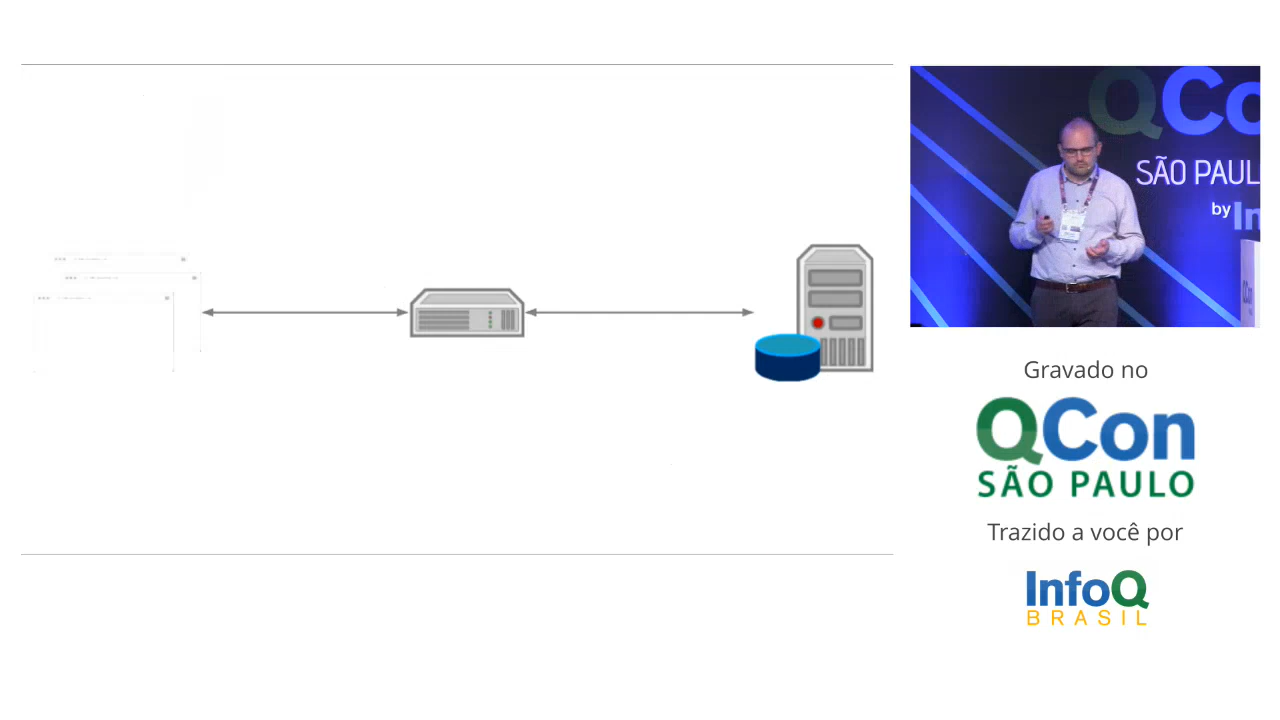 QCo
SÃO PAUL
by In
Gravado no
QCon
SÃO PAULO
Trazido a você por
InfoQ
BRASIL